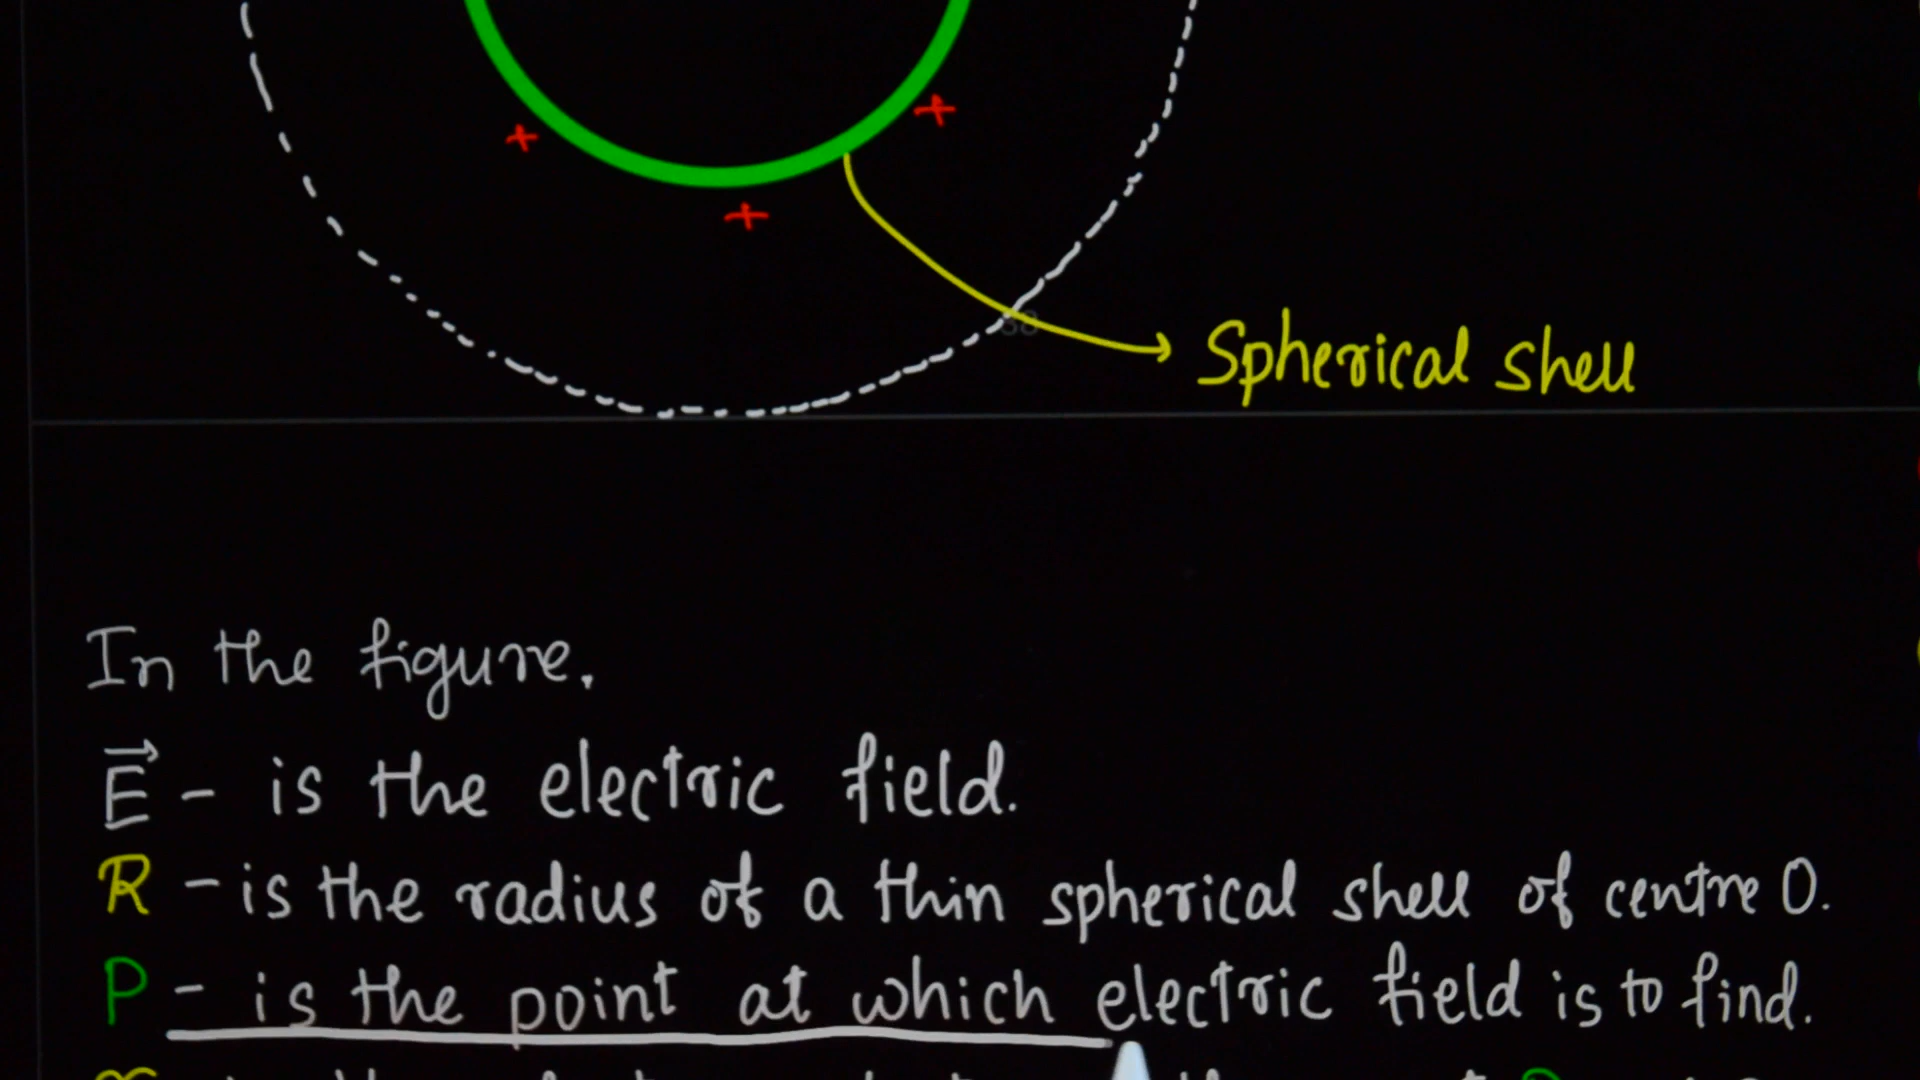 + +
+
38
Spherical shell
In the figure,
E - is the electric field.
R - is the radius of a thin spherical shell of centre O.
P - is the point at which electric field is to find.